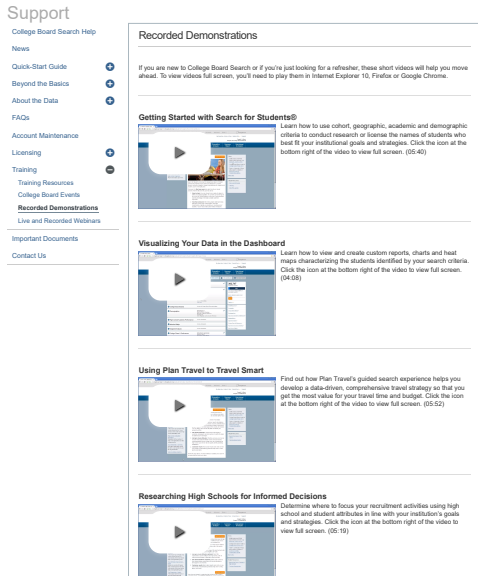 Support
College Board Search Help
News
Quick-Start Guide
Beyond the Basics
About the Data
FAQs
Account Maintenance
Licensing
Training
Training Resources
College Board Events
Recorded Demonstrations
Live and Recorded Webinars
Important Documents
Contact Us
Recorded Demonstrations
If you are new to College Board Search or if you're just looking for a refresher, these short videos will help you move
ahead. To view videos full screen, you'll need to play them in Internet Explorer 10, Firefox or Google Chrome.
Getting Started with Search for Students®
Learn how to use cohort, geographic, academic and demographic
criteria to conduct research or license the names of students who
best fit your institutional goals and strategies. Click the icon at the
bottom right of the video to view full screen. (05:40)
Visualizing Your Data in the Dashboard
Learn how to view and create custom reports, charts and heat
maps characterizing the students identified by your search criteria.
Click the icon at the bottom right of the video to view full screen.
(04:08)
Using Plan Travel to Travel Smart
Find out how Plan Travel's guided search experience helps you
develop a data-driven, comprehensive travel strategy so that you
get the most value for your travel time and budget. Click the icon
at the bottom right of the video to view full screen. (05:52)
Researching High Schools for Informed Decisions
Determine where to focus your recruitment activities using high
school and student attributes in line with your institution's goals
and strategies. Click the icon at the bottom right of the video to
view full screen. (05:19)